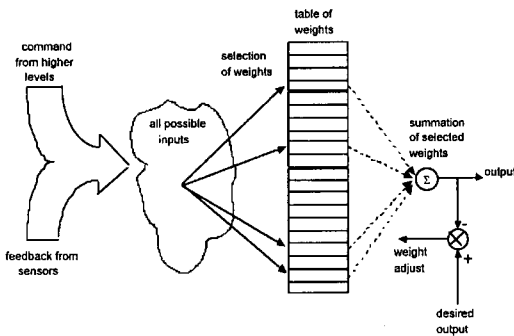 table of
weights
command
from higher
levels
selection
of weights
all possible
inputs
summation
of selected
weights
Σ
output
-
+
weight
adjust
feedback from
sensors
desired
output